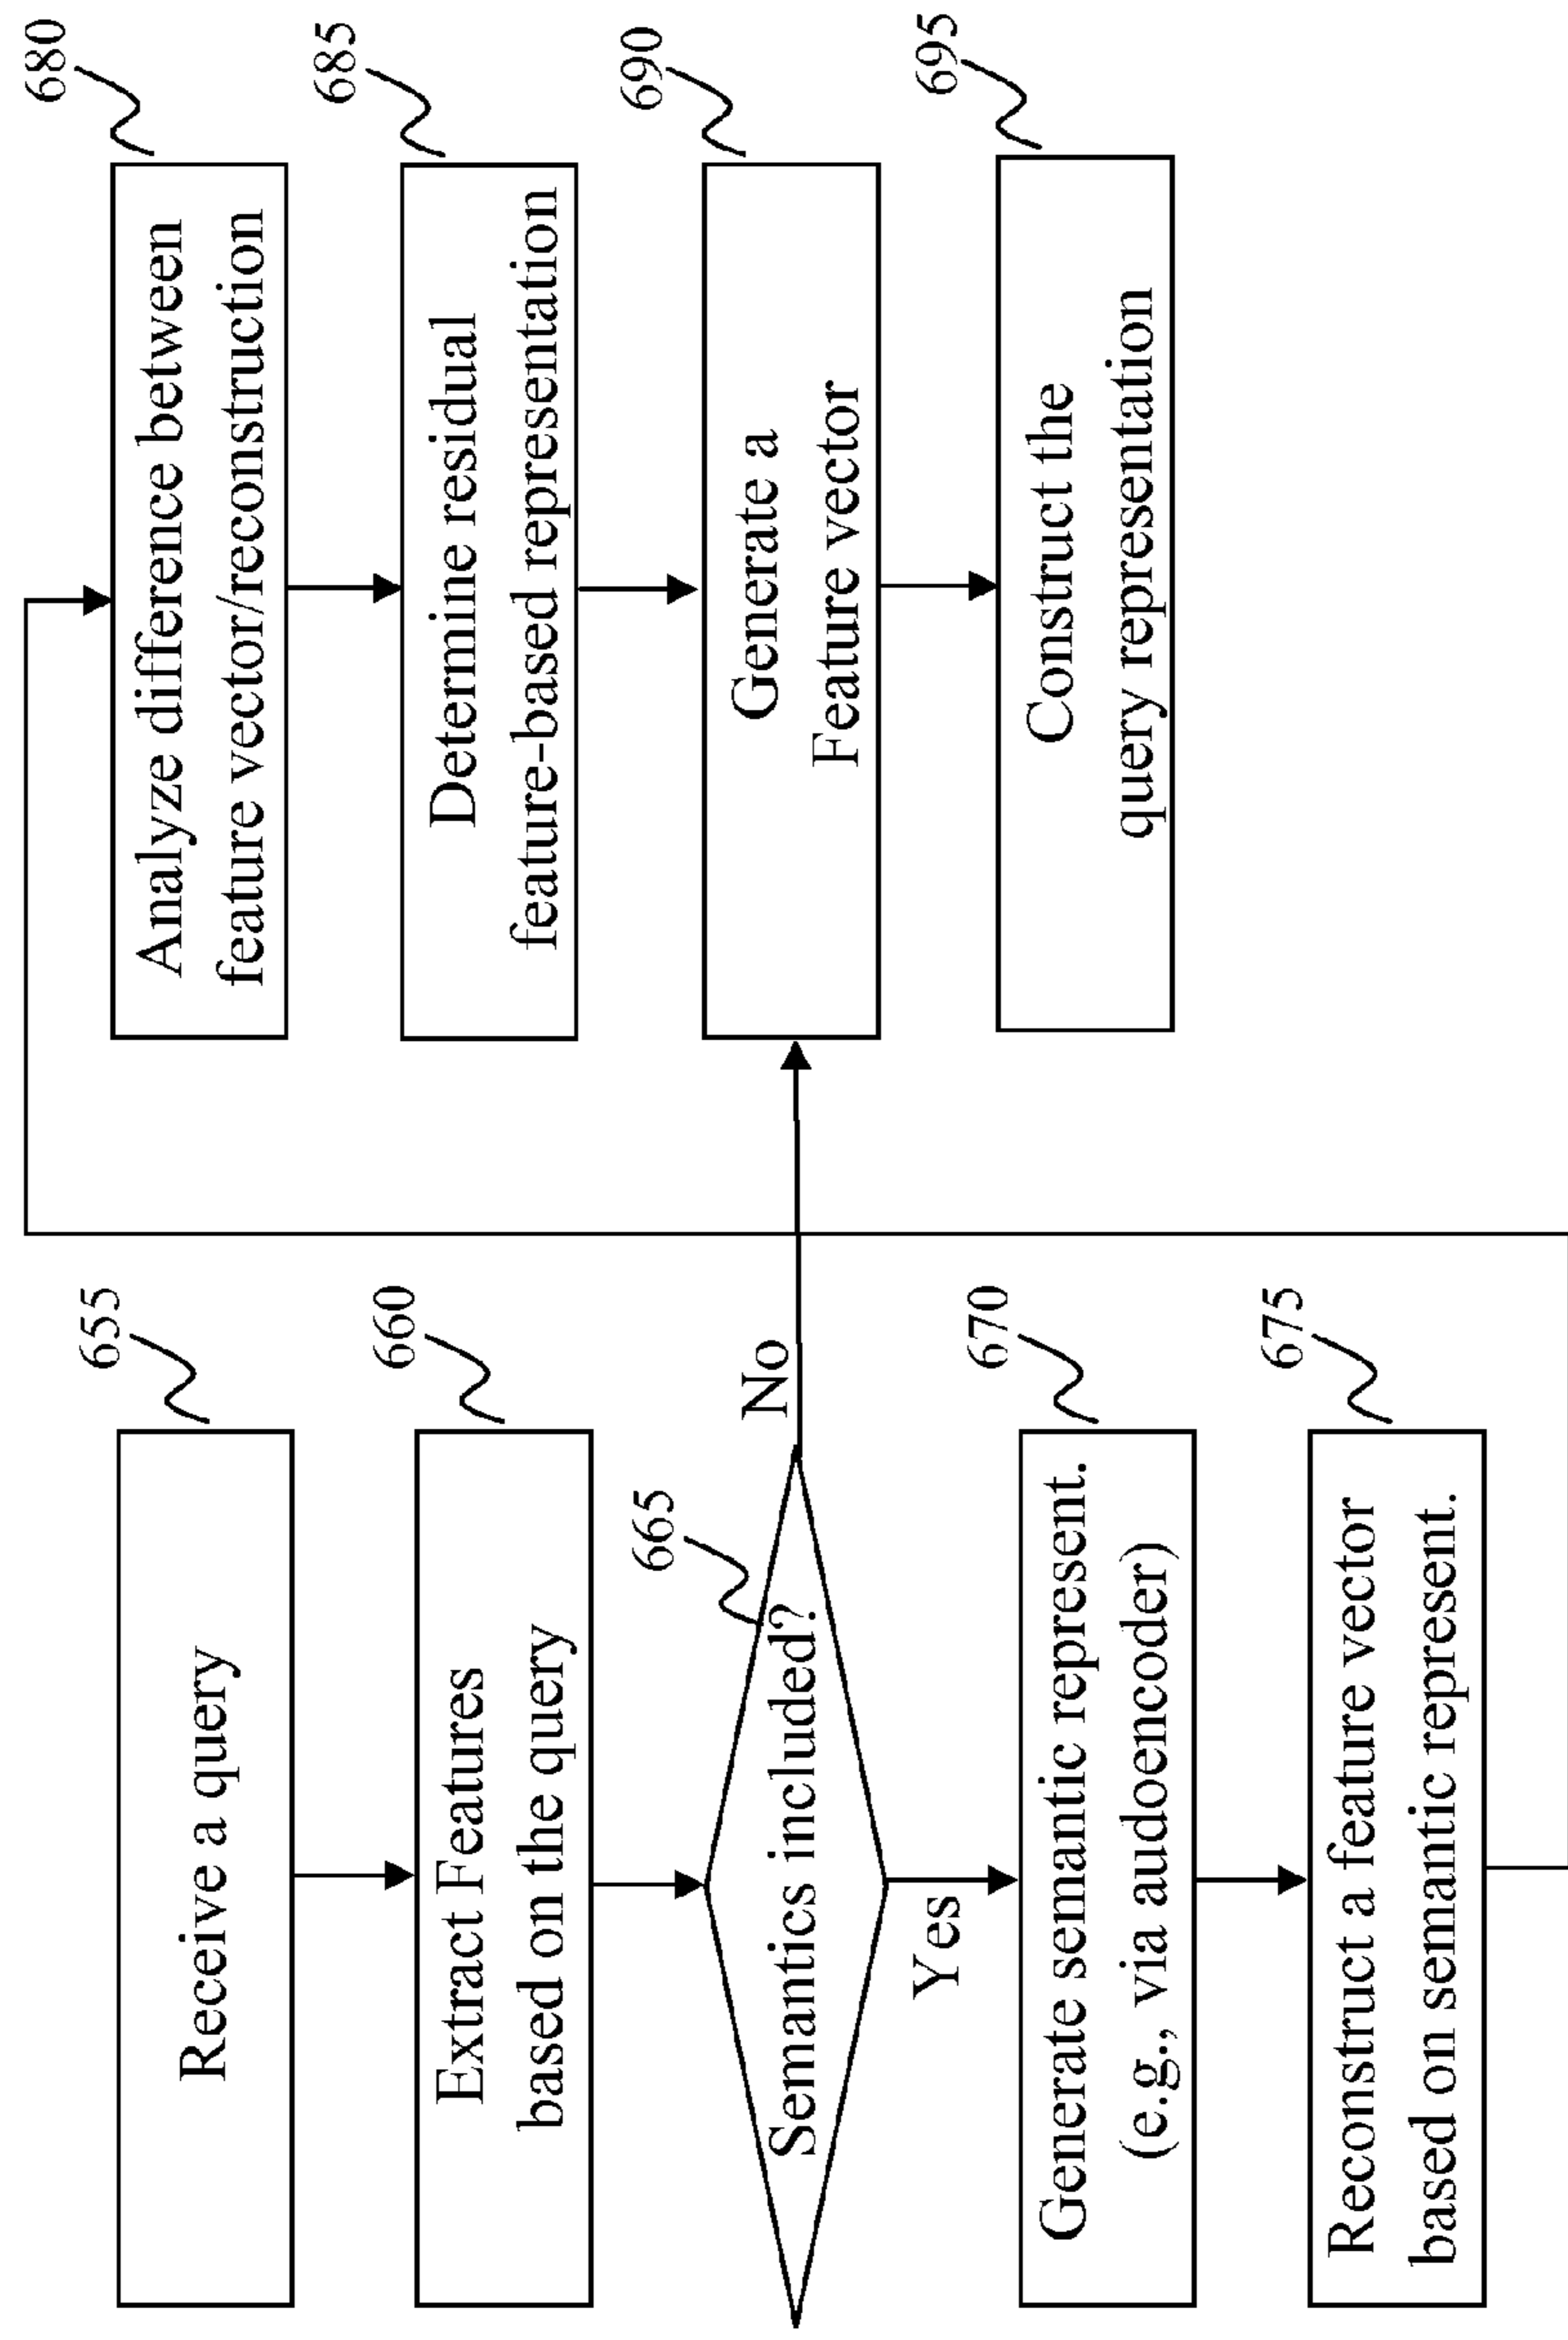 655
Receive a query
660
Extract Features
based on the query
665
Semantics included?
No
Yes
670
Generate semantic represent.
(e.g., via audoencoder)
675
Reconstruct a feature vector
based on semantic represent.
680
Analyze difference between
feature vector/reconstruction
685
Determine residual
feature-based representation
690
Generate a
Feature vector
695
Construct the
query representation